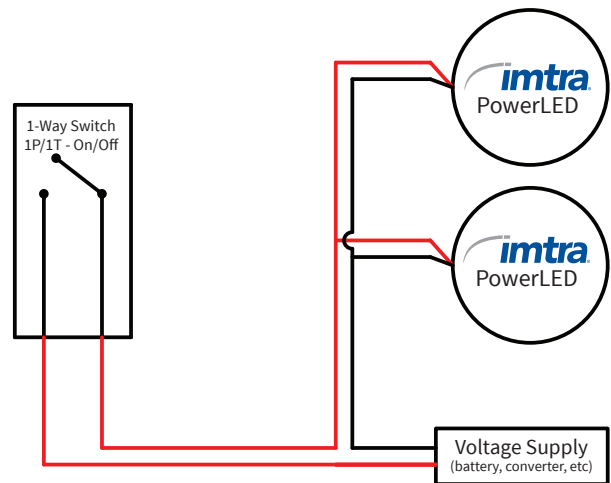 imtra
PowerLED
1-Way Switch
1P/1T - On/Off
imtra
PowerLED
Voltage Supply
(battery, converter, etc)